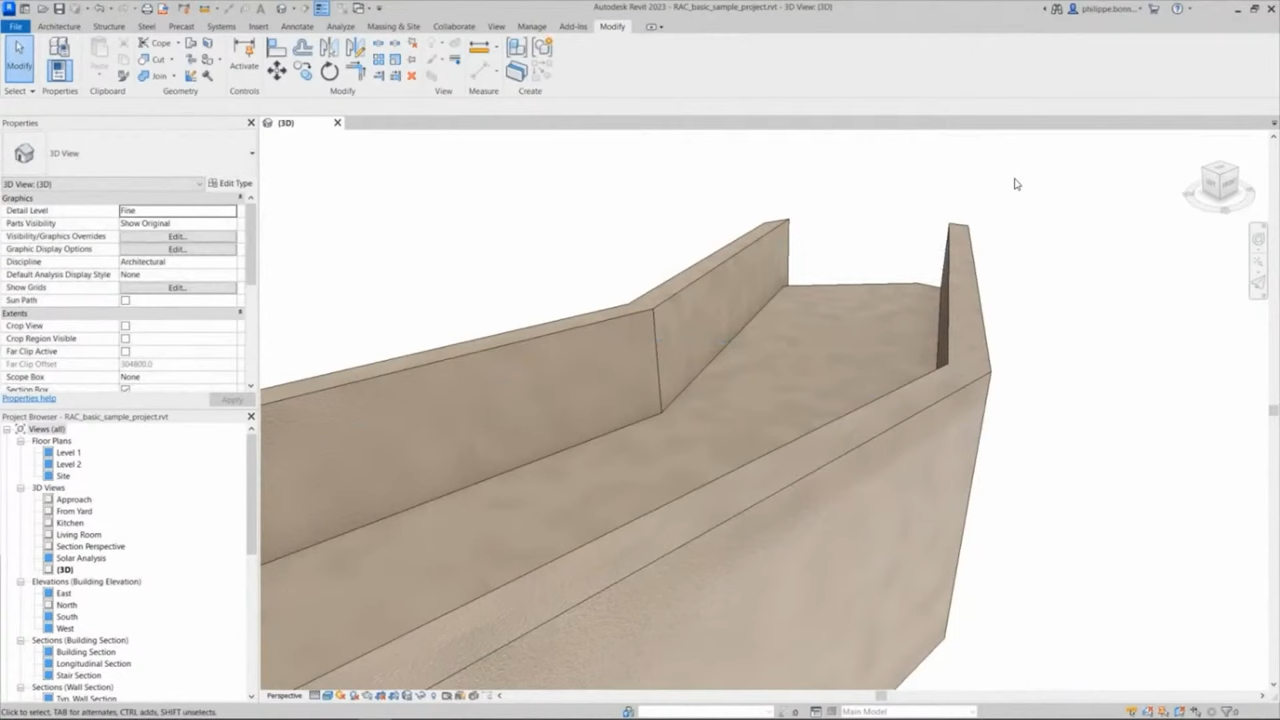 Autodesk Revit 2023 - RAC_basic_sample_project.rvt - 3D View: {3D}
philippe.bonn...
File Architecture Structure Steel Precast Systems Insert Annotate Analyze Massing & Site Collaborate View Manage Add-Ins Modify
Modify
Cope
Cut
Join
Activate
Select Properties Clipboard Geometry Controls Modify View Measure Create
Properties
{3D}
3D View
3D View: {3D} Edit Type
Graphics
Detail Level Fine
Parts Visibility Show Original
Visibility/Graphics Overrides Edit...
Graphic Display Options Edit...
Discipline Architectural
Default Analysis Display Style None
Show Grids Edit...
Sun Path
Extents
Crop View
Crop Region Visible
Far Clip Active
Far Clip Offset 304800.0
Scope Box None
Section Box
Properties help Apply
Project Browser - RAC_basic_sample_project.rvt
Views (all)
Floor Plans
Level 1
Level 2
Site
3D Views
Approach
From Yard
Kitchen
Living Room
Section Perspective
Solar Analysis
{3D}
Elevations (Building Elevation)
East
North
South
West
Sections (Building Section)
Building Section
Longitudinal Section
Stair Section
Sections (Wall Section)
Typ. Wall Section
Perspective
Click to select, TAB for alternates, CTRL adds, SHIFT unselects.
Main Model